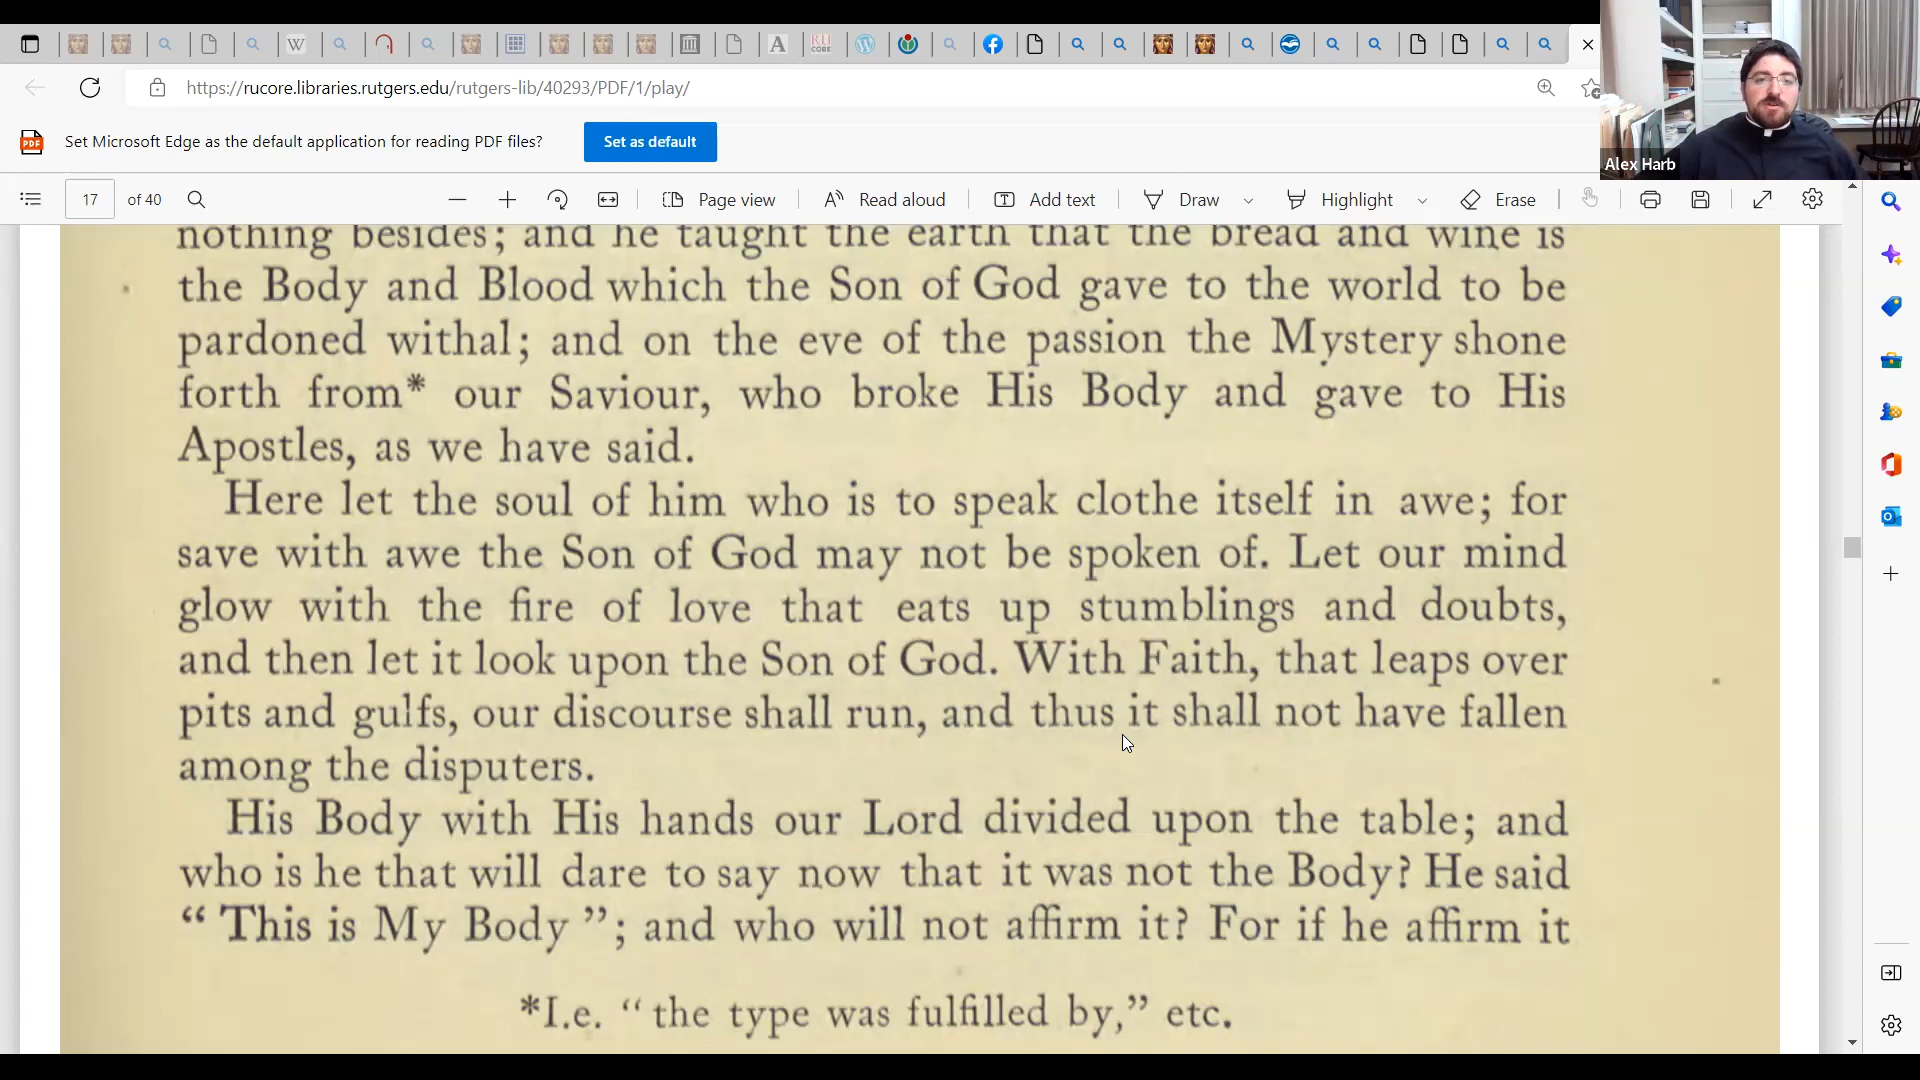 https://rucore.libraries.rutgers.edu/rutgers-lib/40293/PDF/1/play/
Set Microsoft Edge as the default application for reading PDF files?
Set as default
Alex Harb
17 of 40
Page view
Read aloud
Add text
Draw
Highlight
Erase
nothing besides; and he taught the earth that the bread and wine is
the Body and Blood which the Son of God gave to the world to be
pardoned withal; and on the eve of the passion the Mystery shone
forth from* our Saviour, who broke His Body and gave to His
Apostles, as we have said.
Here let the soul of him who is to speak clothe itself in awe; for
save with awe the Son of God may not be spoken of. Let our mind
glow with the fire of love that eats up stumblings and doubts,
and then let it look upon the Son of God. With Faith, that leaps over
pits and gulfs, our discourse shall run, and thus it shall not have fallen
among the disputers.
His Body with His hands our Lord divided upon the table; and
who is he that will dare to say now that it was not the Body? He said
“ This is My Body ”; and who will not affirm it? For if he affirm it
*I.e. “ the type was fulfilled by,” etc.